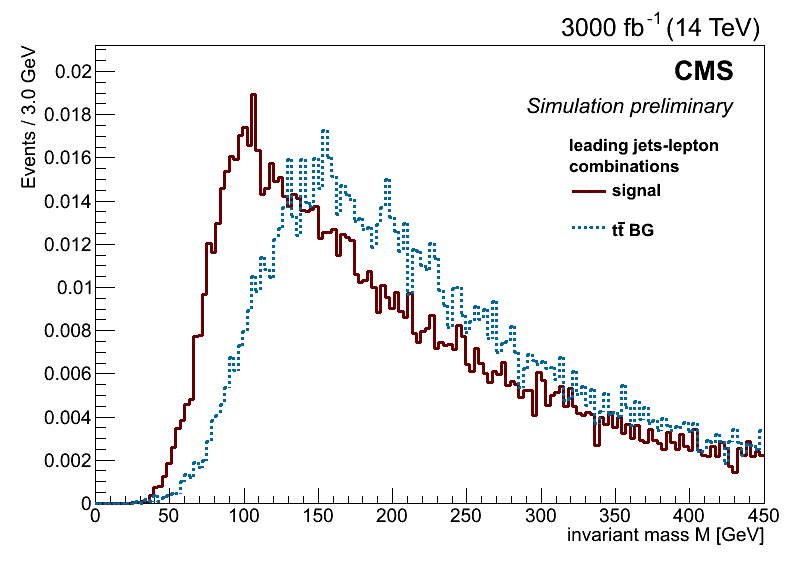 3000 fb⁻¹ (14 TeV)
CMS
Simulation preliminary
leading jets-lepton
combinations
signal
tt̄ BG
Events / 3.0 GeV
0.02
0.018
0.016
0.014
0.012
0.01
0.008
0.006
0.004
0.002
0
0 50 100 150 200 250 300 350 400 450
invariant mass M [GeV]